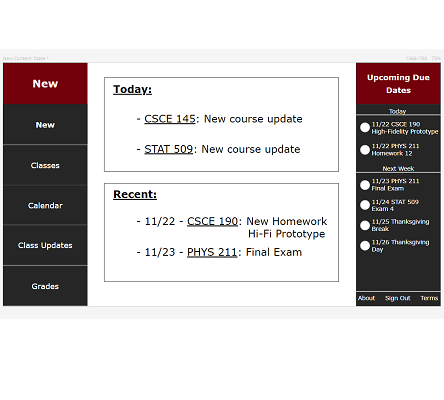 New
New
Classes
Calendar
Class Updates
Grades
Today:
- CSCE 145: New course update
- STAT 509: New course update
Recent:
- 11/22 - CSCE 190: New Homework
Hi-Fi Prototype
- 11/23 - PHYS 211: Final Exam
Upcoming Due
Dates
Today
11/22 CSCE 190
High-Fidelity Prototype
11/22 PHYS 211
Homework 12
Next Week
11/23 PHYS 211
Final Exam
11/24 STAT 509
Exam 4
11/25 Thanksgiving
Break
11/26 Thanksgiving
Day
About Sign Out Terms